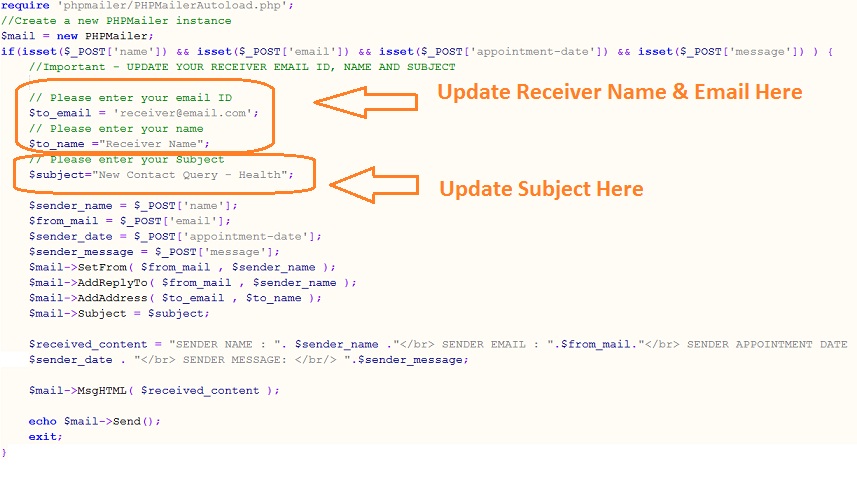 require 'phpmailer/PHPMailerAutoload.php';
//Create a new PHPMailer instance
$mail = new PHPMailer;
if(isset($_POST['name']) && isset($_POST['email']) && isset($_POST['appointment-date']) && isset($_POST['message']) ) {
//Important - UPDATE YOUR RECEIVER EMAIL ID, NAME AND SUBJECT
// Please enter your email ID
Update Receiver Name & Email Here
$to_email = 'receiver@email.com';
// Please enter your name
$to_name ="Receiver Name";
// Please enter your Subject
$subject="New Contact Query - Health";
Update Subject Here
$sender_name = $_POST['name'];
$from_mail = $_POST['email'];
$sender_date = $_POST['appointment-date'];
$sender_message = $_POST['message'];
$mail->SetFrom( $from_mail , $sender_name );
$mail->AddReplyTo( $from_mail , $sender_name );
$mail->AddAddress( $to_email , $to_name );
$mail->Subject = $subject;
$received_content = "SENDER NAME : ". $sender_name ."</br> SENDER EMAIL : ".$from_mail."</br> SENDER APPOINTMENT DATE
$sender_date . "</br> SENDER MESSAGE: </br/> ".$sender_message;
$mail->MsgHTML( $received_content );
echo $mail->Send();
exit;
}